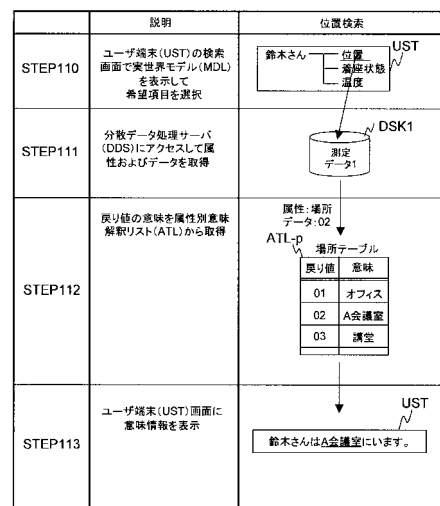 説明
位置検索
STEP110
ユーザ端末(UST)の検索
画面で実世界モデル(MDL)
を表示して
希望項目を選択
鈴木さん
位置
着座状態
温度
UST
STEP111
分散データ処理サーバ
(DDS)にアクセスして属
性およびデータを取得
DSK1
測定
データ1
STEP112
戻り値の意味を属性別意味
解釈リスト(ATL)から取得
属性:場所
データ:02
ATL-p
場所テーブル
戻り値 意味
01 オフィス
02 A会議室
03 講堂
STEP113
ユーザ端末(UST)画面に
意味情報を表示
UST
鈴木さんはA会議室にいます。